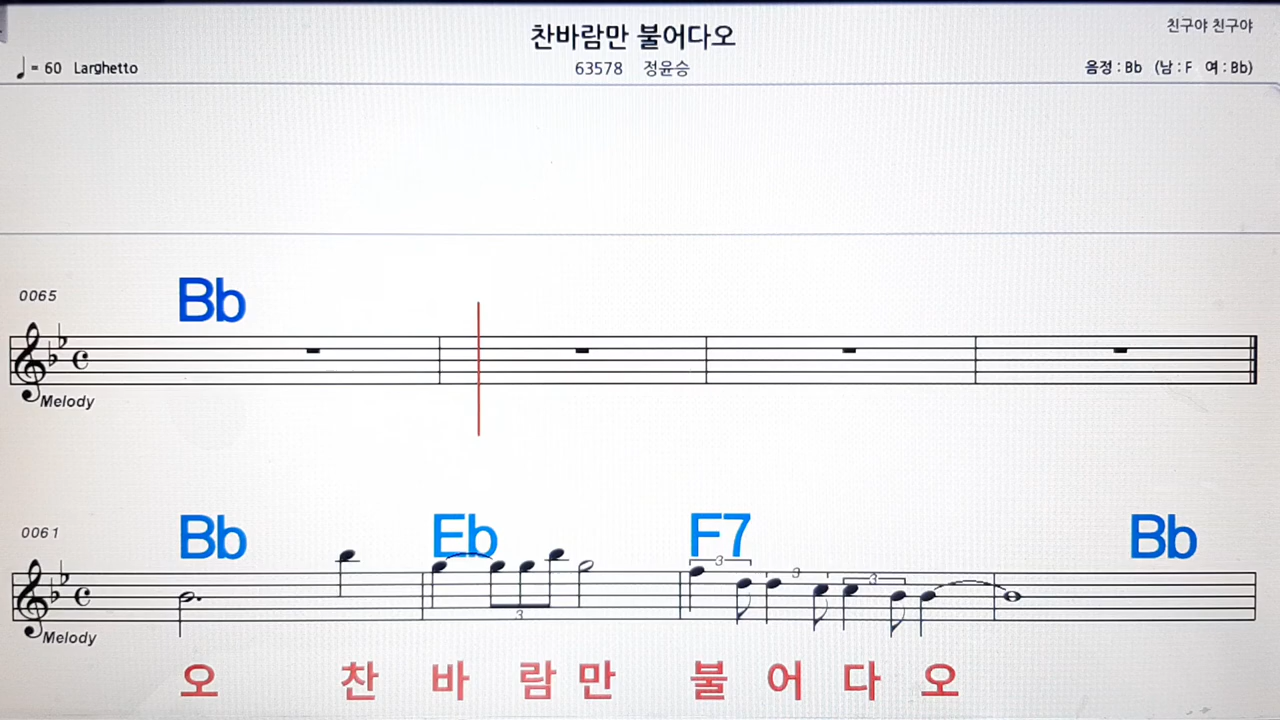 찬바람만 불어다오
친구야 친구야
♩ = 60 Larghetto
63578 정윤승
음정 : Bb (남 : F 여 : Bb)
0065
Bb
Melody
0061
Bb Eb F7 Bb
3 3 3 3
Melody
오 찬 바 람 만 불 어 다 오